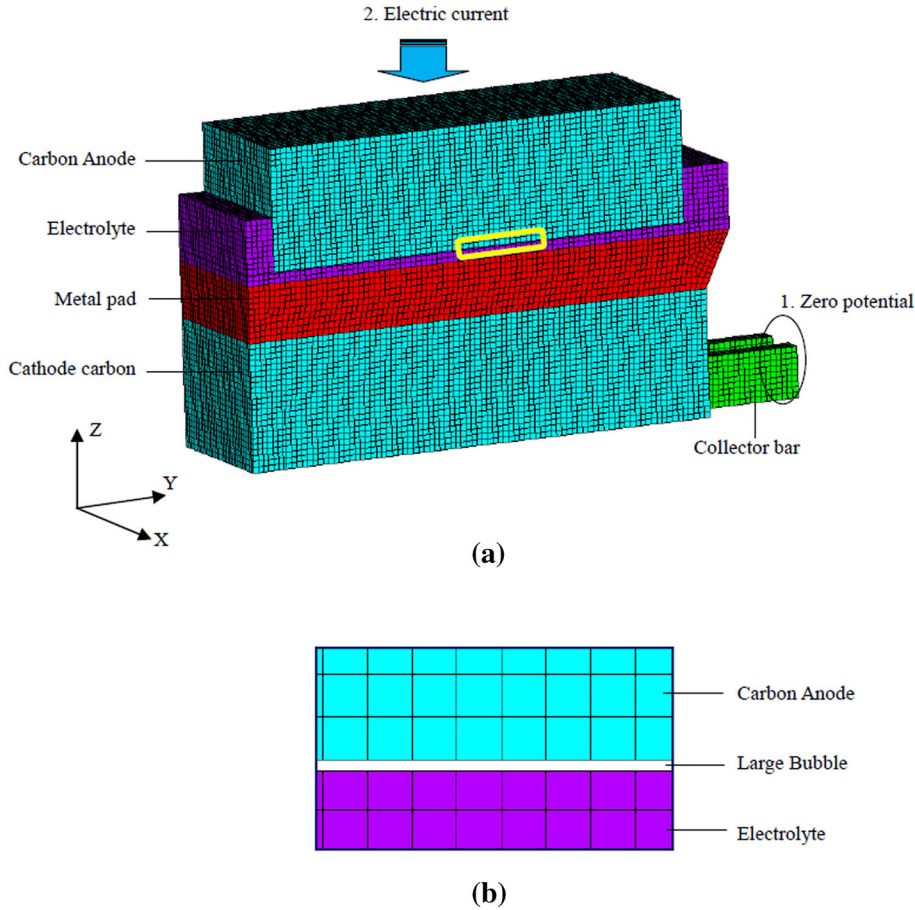 2. Electric current
Carbon Anode
Electrolyte
Metal pad
1. Zero potential
Cathode carbon
Collector bar
Z
Y
X
(a)
Carbon Anode
Large Bubble
Electrolyte
(b)